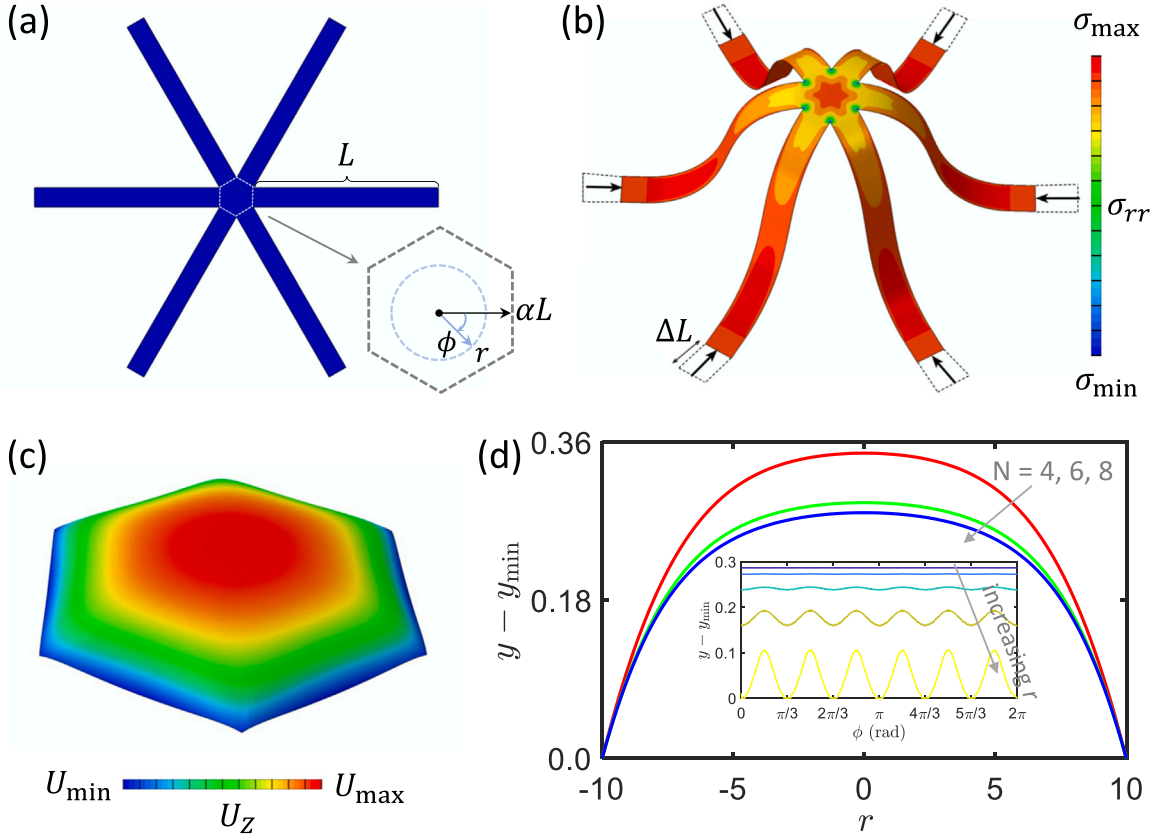 (a)
L
αL
ϕ
r
(b)
ΔL
σmax
σrr
σmin
(c)
Umin
Umax
UZ
(d)
0.36
0.18
0.0
y − ymin
-10
-5
0
5
10
r
N = 4, 6, 8
0.3
0.2
0.1
0
y − ymin
0
π/3
2π/3
π
4π/3
5π/3
2π
ϕ (rad)
increasing r